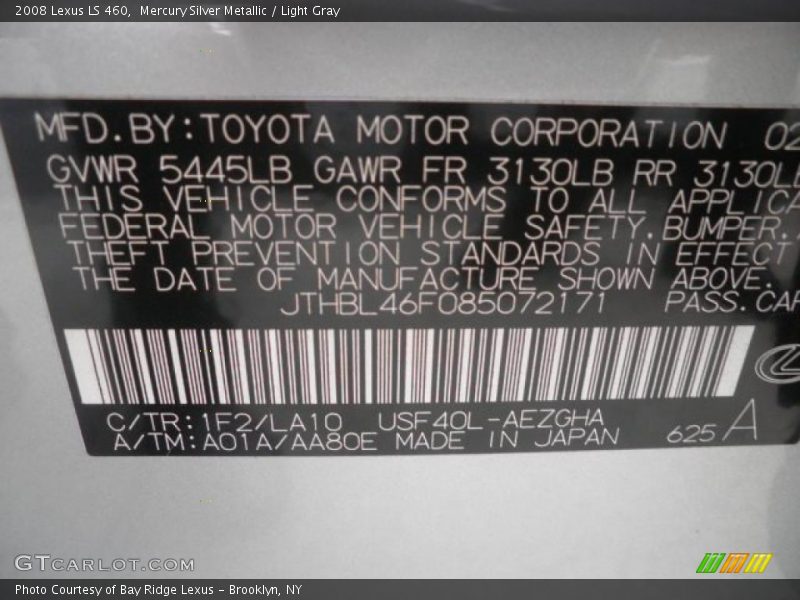 2008 Lexus LS 460, Mercury Silver Metallic / Light Gray
MFD.BY:TOYOTA MOTOR CORPORATION 02
GVWR 5445LB GAWR FR 3130LB RR 3130LB
THIS VEHICLE CONFORMS TO ALL APPLICA
FEDERAL MOTOR VEHICLE SAFETY,BUMPER,
THEFT PREVENTION STANDARDS IN EFFECT
THE DATE OF MANUFACTURE SHOWN ABOVE.
JTHBL46F085072171 PASS.CAR
C/TR:1F2/LA10 USF40L-AEZGHA
A/TM:A01A/AA80E MADE IN JAPAN 625 A
GTCARLOT.COM
Photo Courtesy of Bay Ridge Lexus - Brooklyn, NY